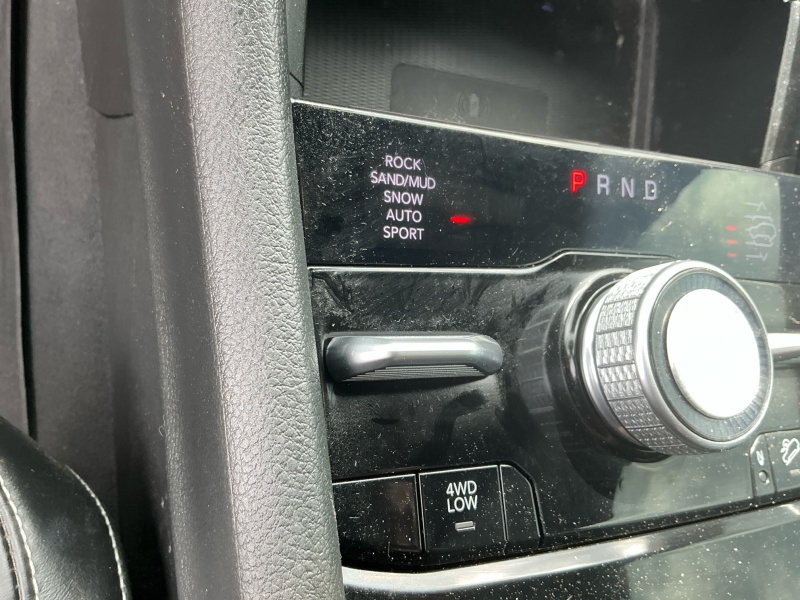 ROCK
SAND/MUD
SNOW
AUTO
SPORT
P R N D
4WD
LOW
N